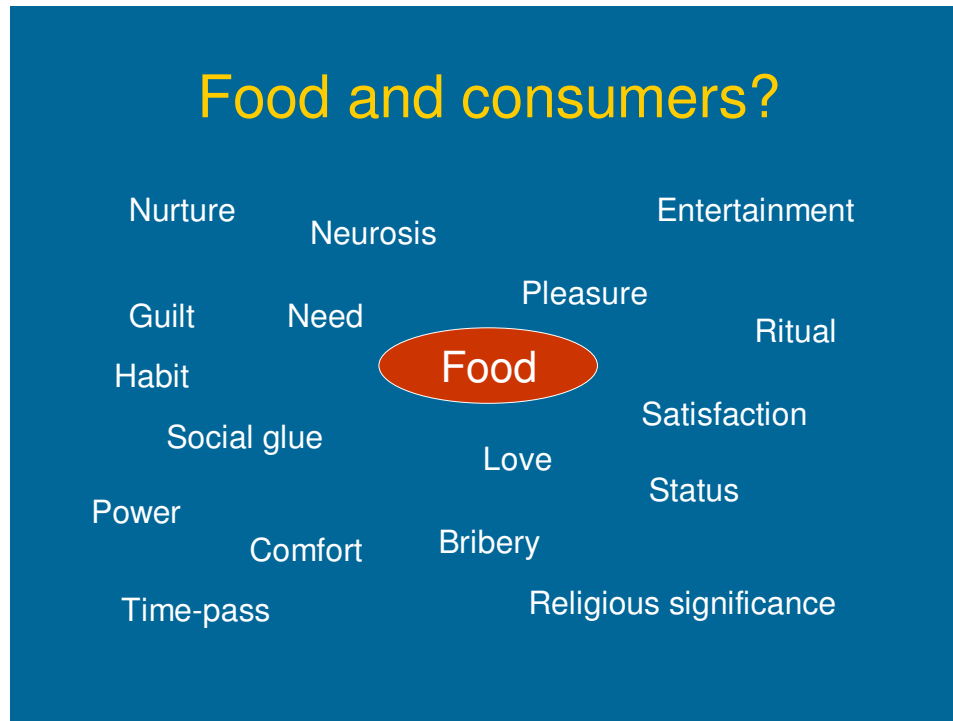 Food and consumers?
Nurture
Neurosis
Entertainment
Pleasure
Guilt
Need
Ritual
Food
Habit
Satisfaction
Social glue
Love
Status
Power
Comfort
Bribery
Time-pass
Religious significance